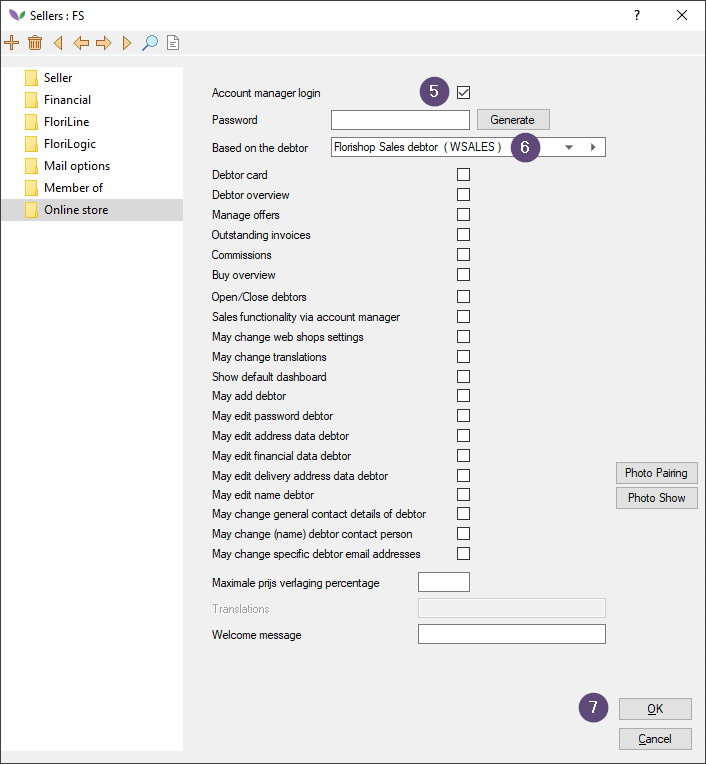 Sellers : FS
?
Seller
Financial
FloriLine
FloriLogic
Mail options
Member of
Online store
Account manager login 5
Password Generate
Based on the debtor Florishop Sales debtor ( WSALES ) 6
Debtor card
Debtor overview
Manage offers
Outstanding invoices
Commissions
Buy overview
Open/Close debtors
Sales functionality via account manager
May change web shops settings
May change translations
Show default dashboard
May add debtor
May edit password debtor
May edit address data debtor
May edit financial data debtor
May edit delivery address data debtor
May edit name debtor
May change general contact details of debtor
May change (name) debtor contact person
May change specific debtor email addresses
Photo Pairing
Photo Show
Maximale prijs verlaging percentage
Translations
Welcome message
7 OK
Cancel